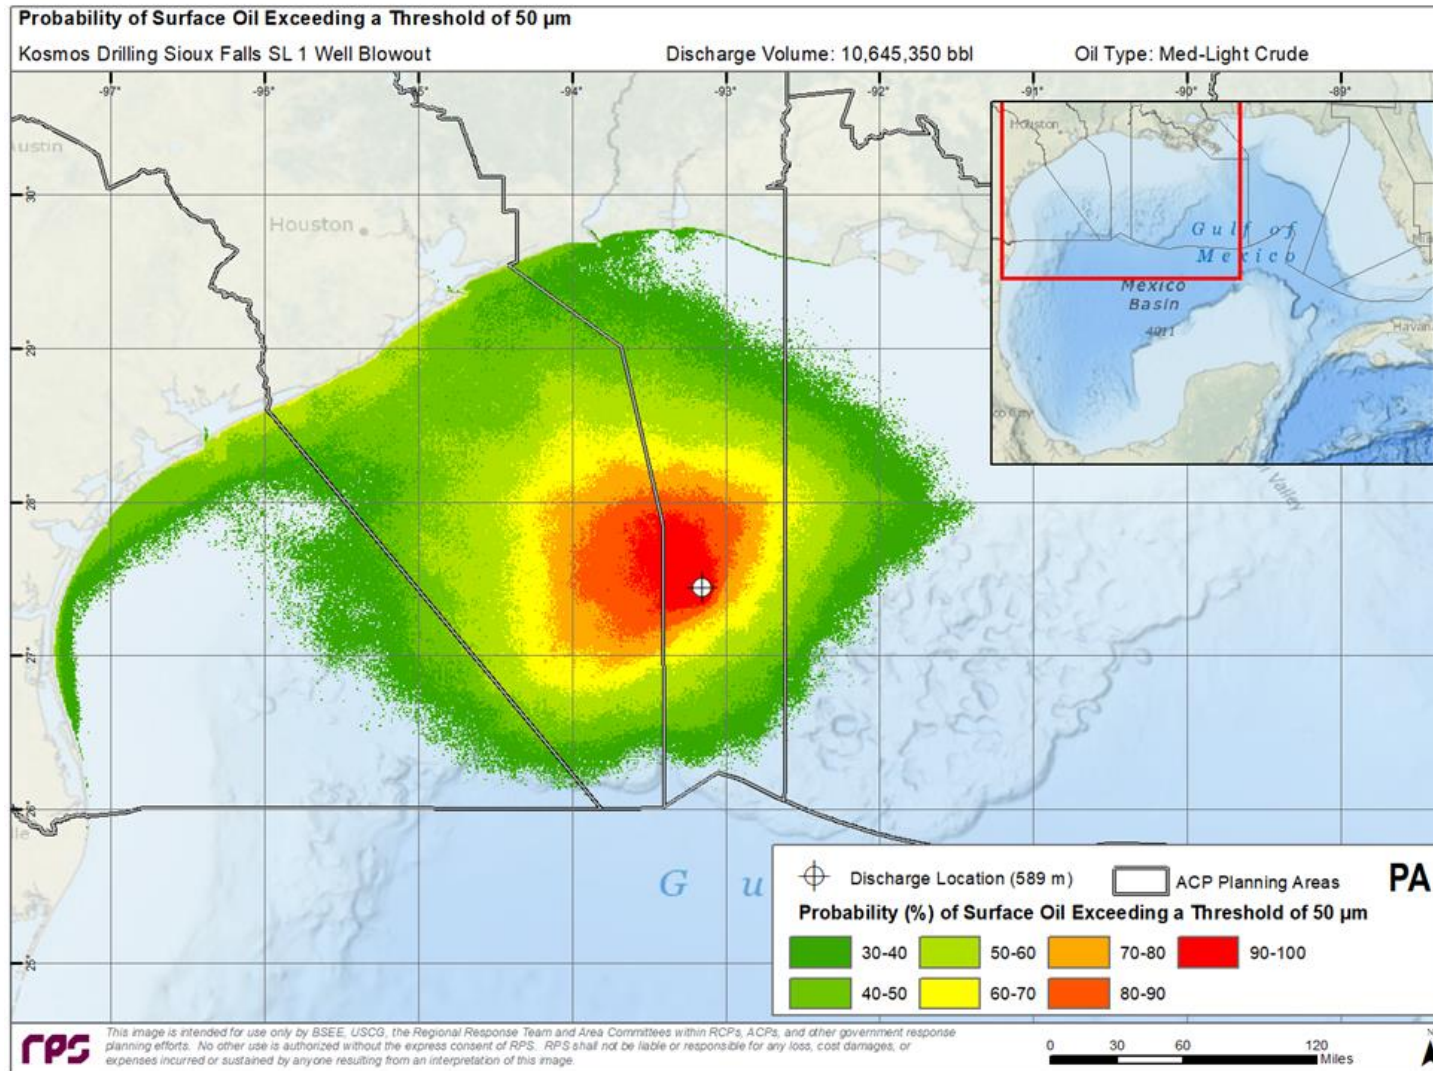 Probability of Surface Oil Exceeding a Threshold of 50 µm
Kosmos Drilling Sioux Falls SL 1 Well Blowout Discharge Volume: 10,645,350 bbl Oil Type: Med-Light Crude
-97° -96° -95° -94° -93° -92° -91° -90° -89°
Houston
Gulf of
Mexico
Mexico
Basin
Havan
ustin
30°
Houston
29°
28°
Valley
27°
26°
G u
25°
Discharge Location (589 m) ACP Planning Areas PA
Probability (%) of Surface Oil Exceeding a Threshold of 50 µm
30-40 50-60 70-80 90-100
40-50 60-70 80-90
rps
This image is intended for use only by BSEE, USCG, the Regional Response Team and Area Committees within RCPs, ACPs, and other government response
planning efforts. No other use is authorized without the express consent of RPS. RPS shall not be liable or responsible for any loss, cost damages, or
expenses incurred or sustained by anyone resulting from an interpretation of this image.
0 30 60 120
Miles